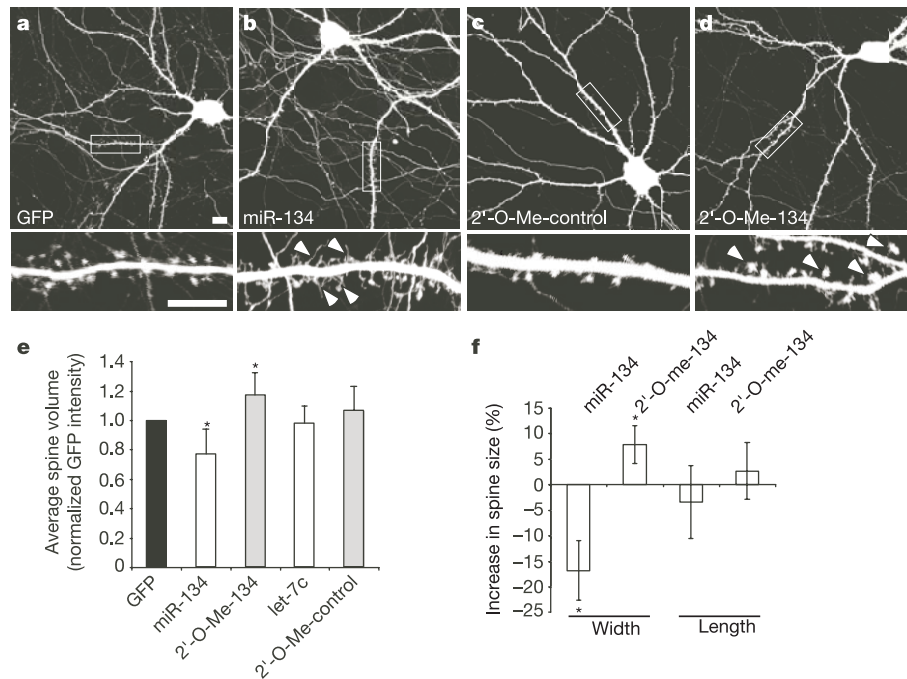 a
b
c
d
GFP
miR-134
2'-O-Me-control
2'-O-Me-134
e
Average spine volume
(normalized GFP intensity)
1.4
1.2
1.0
0.8
0.6
0.4
0.2
0
*
*
GFP
miR-134
2'-O-Me-134
let-7c
2'-O-Me-control
f
miR-134
2'-O-me-134
miR-134
2'-O-me-134
Increase in spine size (%)
15
10
5
0
−5
−10
−15
−20
−25
*
*
Width
Length